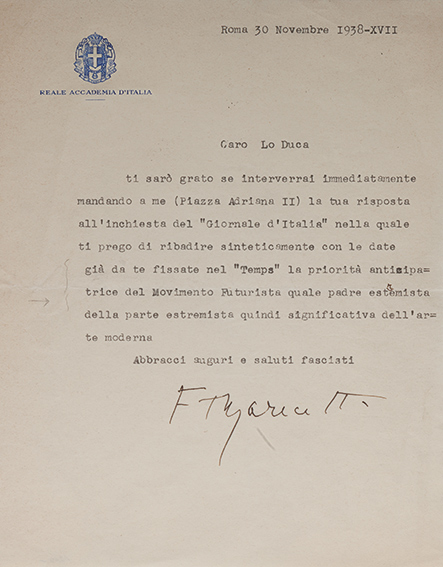 Roma 30 Novembre 1938-XVII
REALE ACCADEMIA D'ITALIA
Caro Lo Duca
ti sarò grato se interverrai immediatamente
mandando a me (Piazza Adriana II) la tua risposta
all'inchiesta del "Giornale d'Italia" nella quale
ti prego di ribadire sinteticamente con le date
già da te fissate nel "Temps" la priorità anticipa=
trice del Movimento Futurista quale padre estemista
della parte estremista quindi significativa dell'ar=
te moderna
Abbracci auguri e saluti fascisti
F T Marinetti